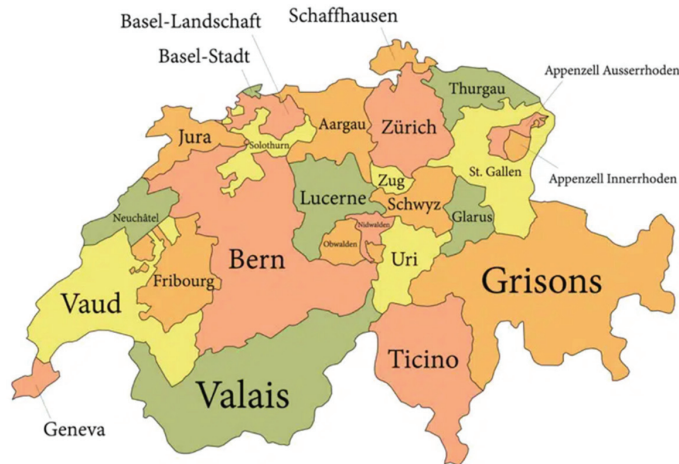 Schaffhausen
Basel-Landschaft
Basel-Stadt
Appenzell Ausserrhoden
Thurgau
Aargau
Zürich
Jura
Solothurn
St. Gallen
Appenzell Innerrhoden
Zug
Lucerne
Schwyz
Neuchâtel
Glarus
Nidwalden
Obwalden
Bern
Uri
Fribourg
Grisons
Vaud
Ticino
Valais
Geneva